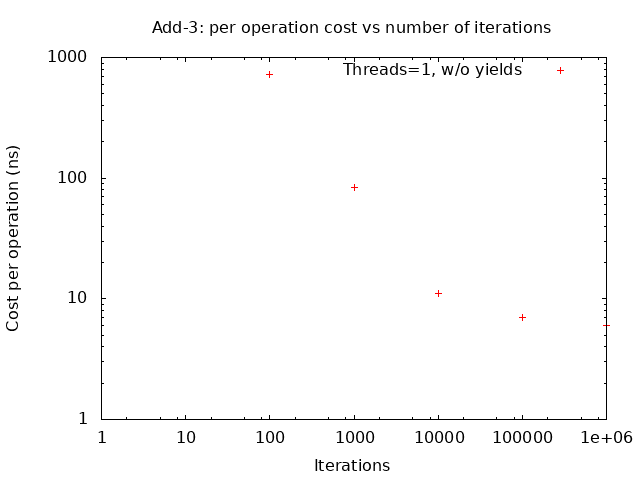 Add-3: per operation cost vs number of iterations
1000
Threads=1, w/o yields
100
10
1
Cost per operation (ns)
1 10 100 1000 10000 100000 1e+06
Iterations